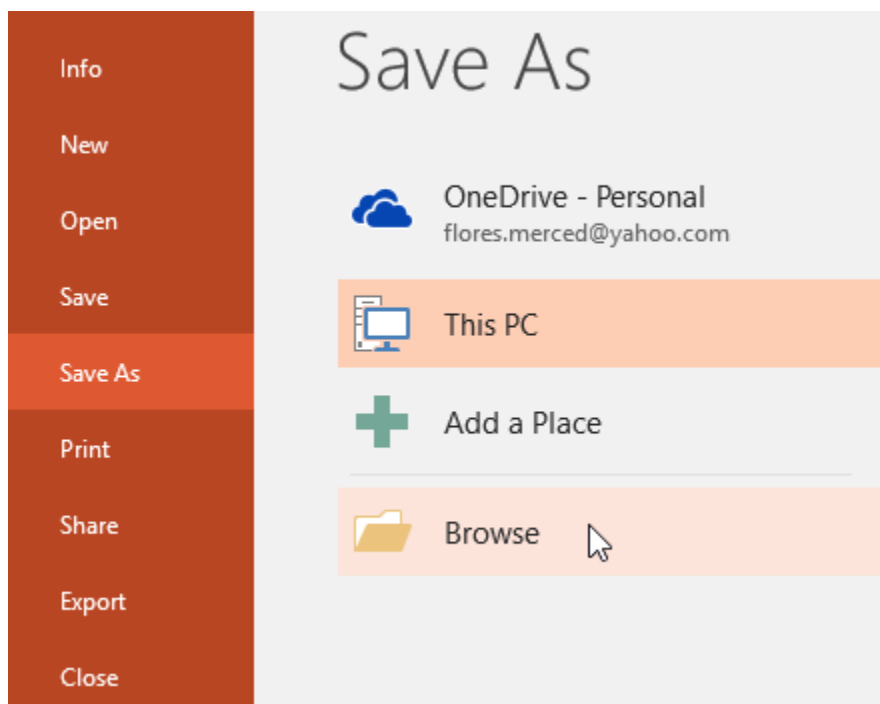 Info
New
Open
Save
Save As
Print
Share
Export
Close
Save As
OneDrive - Personal
flores.merced@yahoo.com
This PC
Add a Place
Browse